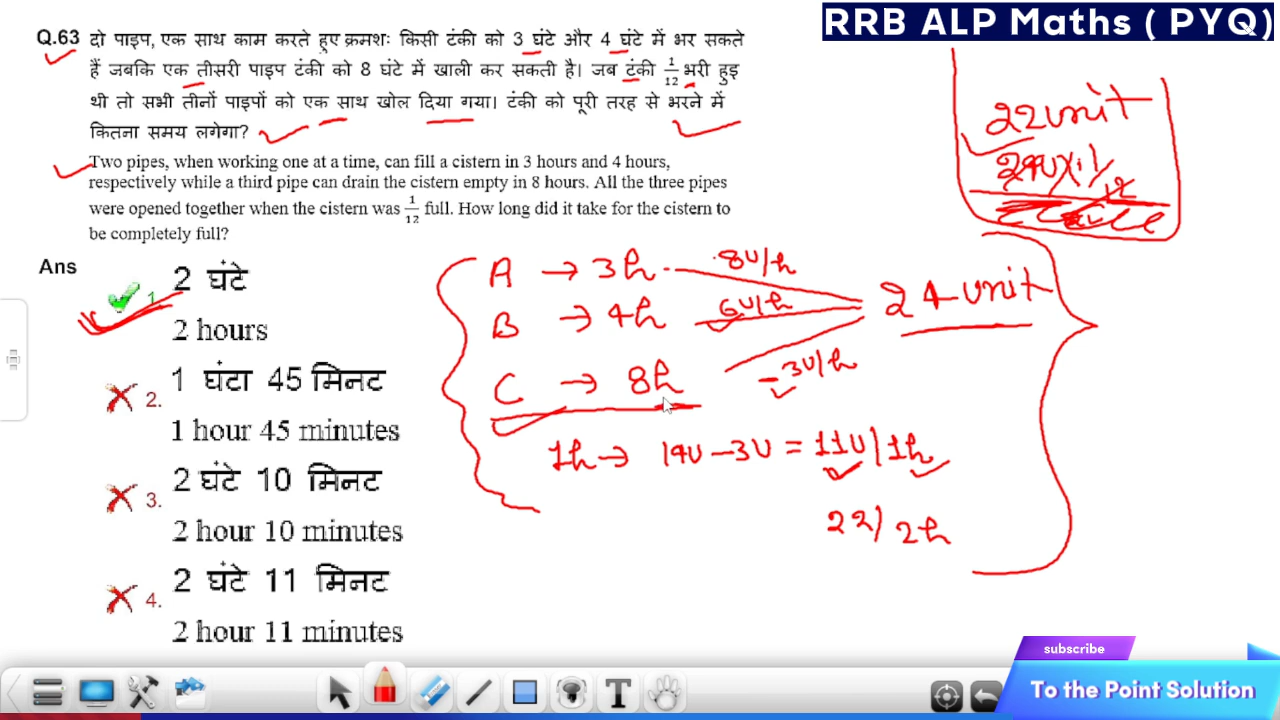 RRB ALP Maths ( PYQ)
Q.63 दो पाइप, एक साथ काम करते हुए क्रमशः किसी टंकी को 3 घंटे और 4 घंटे में भर सकते
हैं जबकि एक तीसरी पाइप टंकी को 8 घंटे में खाली कर सकती है। जब टंकी 1/12 भरी हुइ
थी तो सभी तीनों पाइपों को एक साथ खोल दिया गया। टंकी को पूरी तरह से भरने में
कितना समय लगेगा?
Two pipes, when working one at a time, can fill a cistern in 3 hours and 4 hours,
respectively while a third pipe can drain the cistern empty in 8 hours. All the three pipes
were opened together when the cistern was 1/12 full. How long did it take for the cistern to
be completely full?
22 unit
24U x 1/12
Ans
1. 2 घंटे
2 hours
2. 1 घंटा 45 मिनट
1 hour 45 minutes
3. 2 घंटे 10 मिनट
2 hour 10 minutes
4. 2 घंटे 11 मिनट
2 hour 11 minutes
A → 3h 8U/h
B → 4h 6U/h 24 unit
C → 8h -3U/h
1h → 14U - 3U = 11U/1h
22/2h
subscribe
To the Point Solution
T